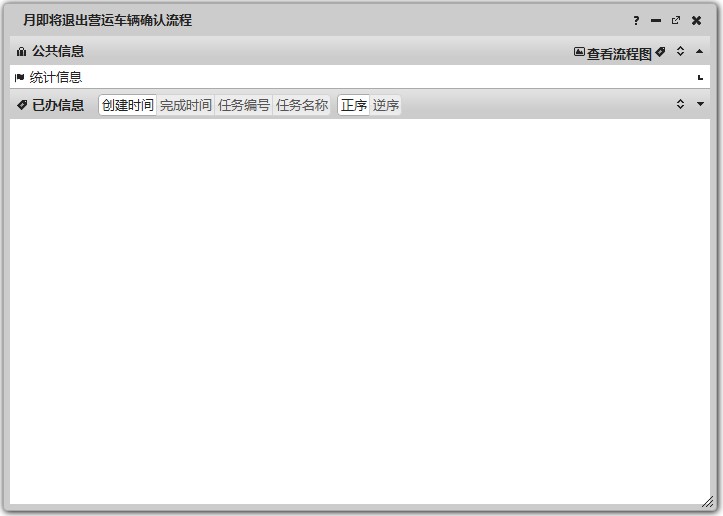 月即将退出营运车辆确认流程 ?
公共信息 查看流程图
统计信息
已办信息 创建时间 完成时间 任务编号 任务名称 正序 逆序